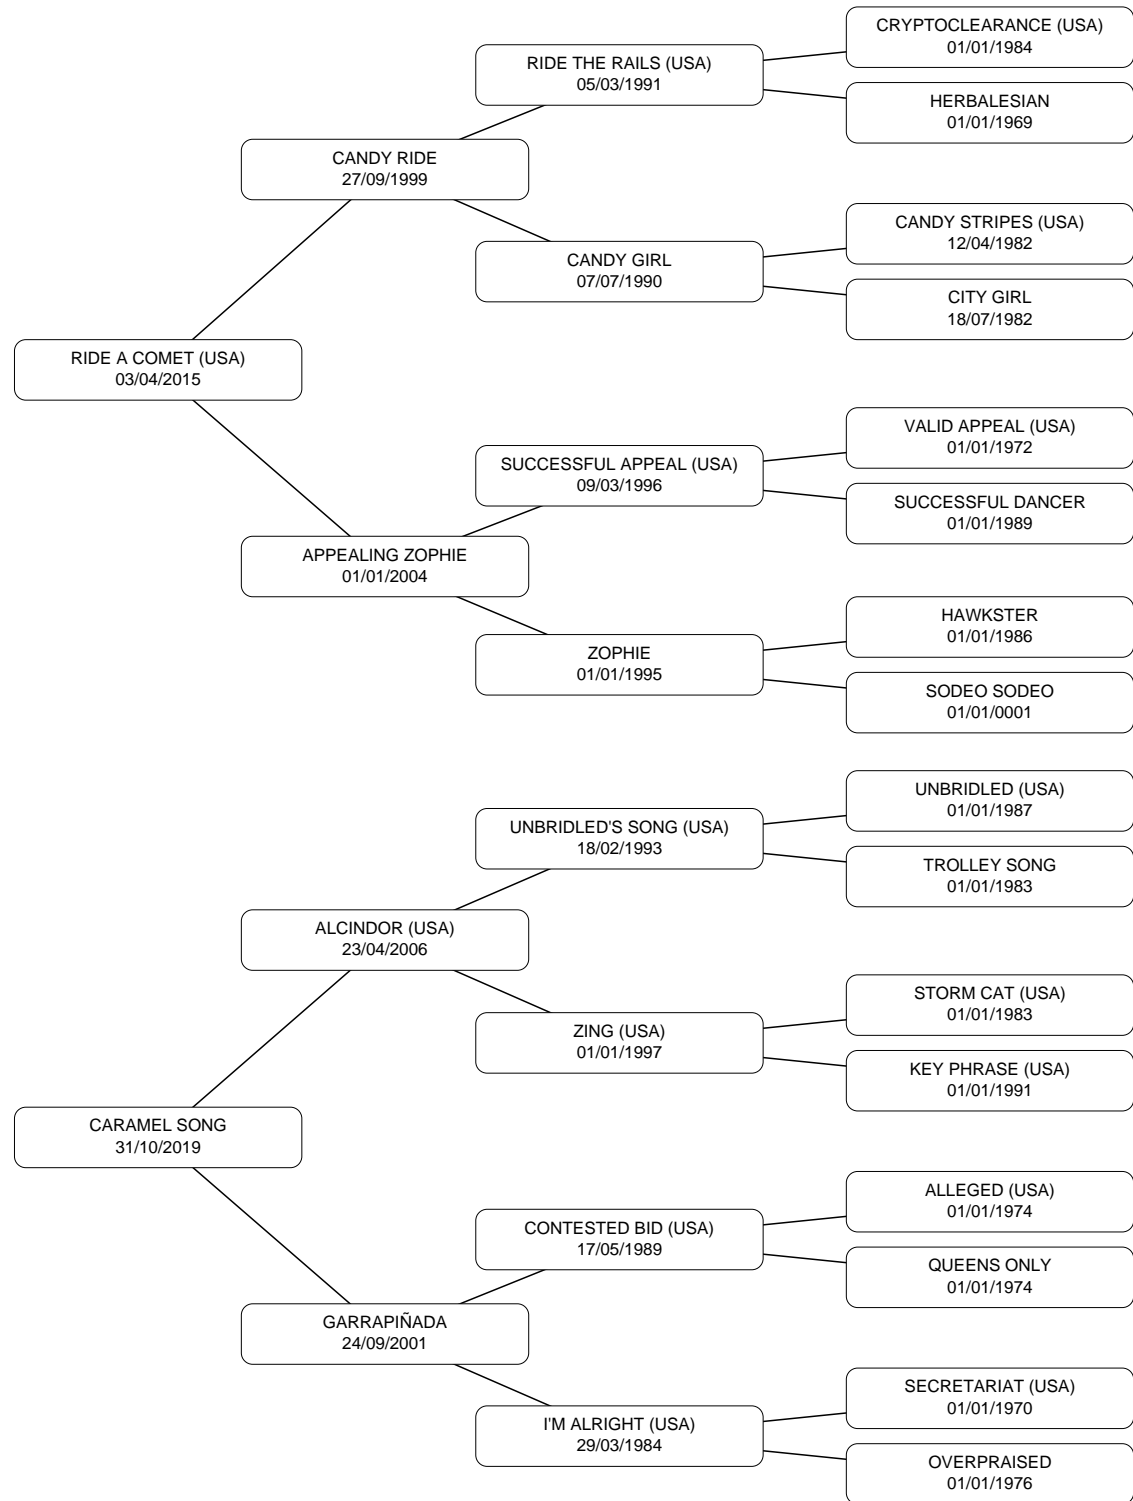 CRYPTOCLEARANCE (USA)
01/01/1984
RIDE THE RAILS (USA)
05/03/1991
HERBALESIAN
01/01/1969
CANDY RIDE
27/09/1999
CANDY STRIPES (USA)
12/04/1982
CANDY GIRL
07/07/1990
CITY GIRL
18/07/1982
RIDE A COMET (USA)
03/04/2015
VALID APPEAL (USA)
01/01/1972
SUCCESSFUL APPEAL (USA)
09/03/1996
SUCCESSFUL DANCER
01/01/1989
APPEALING ZOPHIE
01/01/2004
HAWKSTER
01/01/1986
ZOPHIE
01/01/1995
SODEO SODEO
01/01/0001
UNBRIDLED (USA)
01/01/1987
UNBRIDLED'S SONG (USA)
18/02/1993
TROLLEY SONG
01/01/1983
ALCINDOR (USA)
23/04/2006
STORM CAT (USA)
01/01/1983
ZING (USA)
01/01/1997
KEY PHRASE (USA)
01/01/1991
CARAMEL SONG
31/10/2019
ALLEGED (USA)
01/01/1974
CONTESTED BID (USA)
17/05/1989
QUEENS ONLY
01/01/1974
GARRAPIÑADA
24/09/2001
SECRETARIAT (USA)
01/01/1970
I'M ALRIGHT (USA)
29/03/1984
OVERPRAISED
01/01/1976